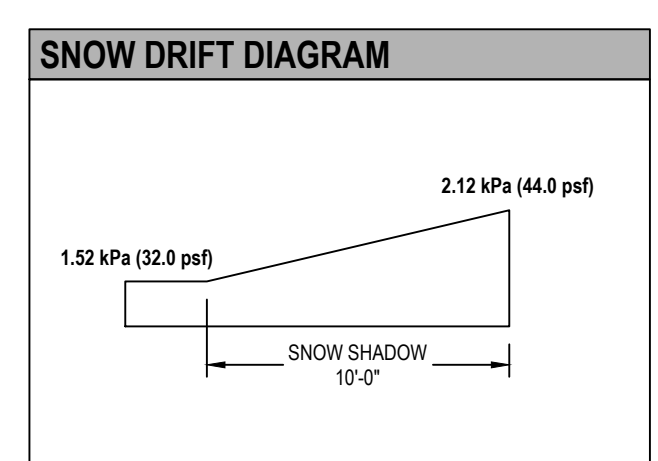 SNOW DRIFT DIAGRAM
2.12 kPa (44.0 psf)
1.52 kPa (32.0 psf)
SNOW SHADOW
10'-0"